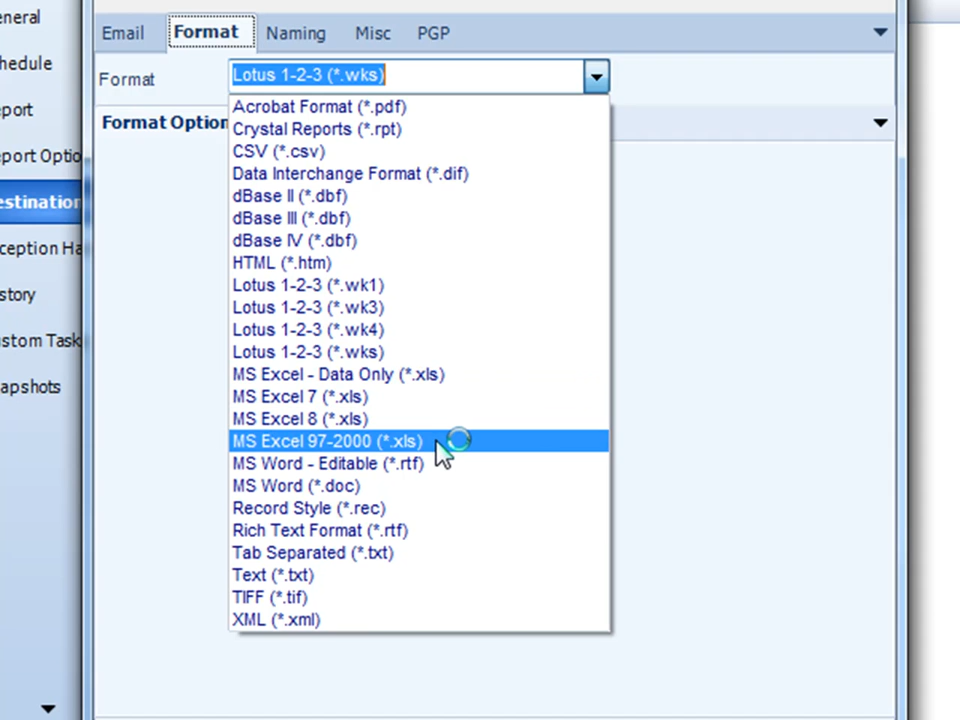 eneral
chedule
eport
eport Optio
estination
ception Ha
story
ustom Task
napshots
Email Format Naming Misc PGP
Format Lotus 1-2-3 (*.wks)
Format Option
Acrobat Format (*.pdf)
Crystal Reports (*.rpt)
CSV (*.csv)
Data Interchange Format (*.dif)
dBase II (*.dbf)
dBase III (*.dbf)
dBase IV (*.dbf)
HTML (*.htm)
Lotus 1-2-3 (*.wk1)
Lotus 1-2-3 (*.wk3)
Lotus 1-2-3 (*.wk4)
Lotus 1-2-3 (*.wks)
MS Excel - Data Only (*.xls)
MS Excel 7 (*.xls)
MS Excel 8 (*.xls)
MS Excel 97-2000 (*.xls)
MS Word - Editable (*.rtf)
MS Word (*.doc)
Record Style (*.rec)
Rich Text Format (*.rtf)
Tab Separated (*.txt)
Text (*.txt)
TIFF (*.tif)
XML (*.xml)